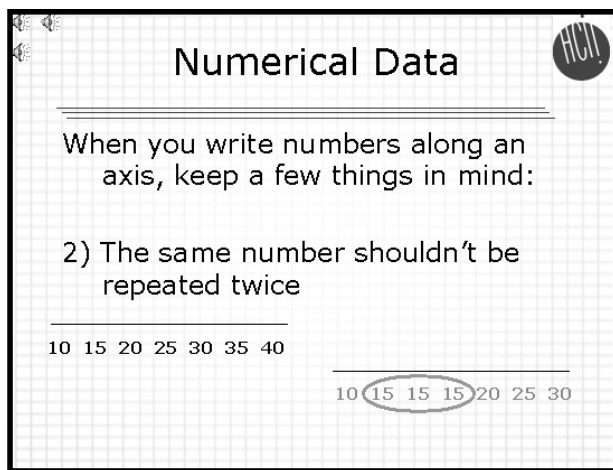 HCi!
Numerical Data
When you write numbers along an
axis, keep a few things in mind:
2) The same number shouldn't be
repeated twice
10 15 20 25 30 35 40
10 15 15 15 20 25 30